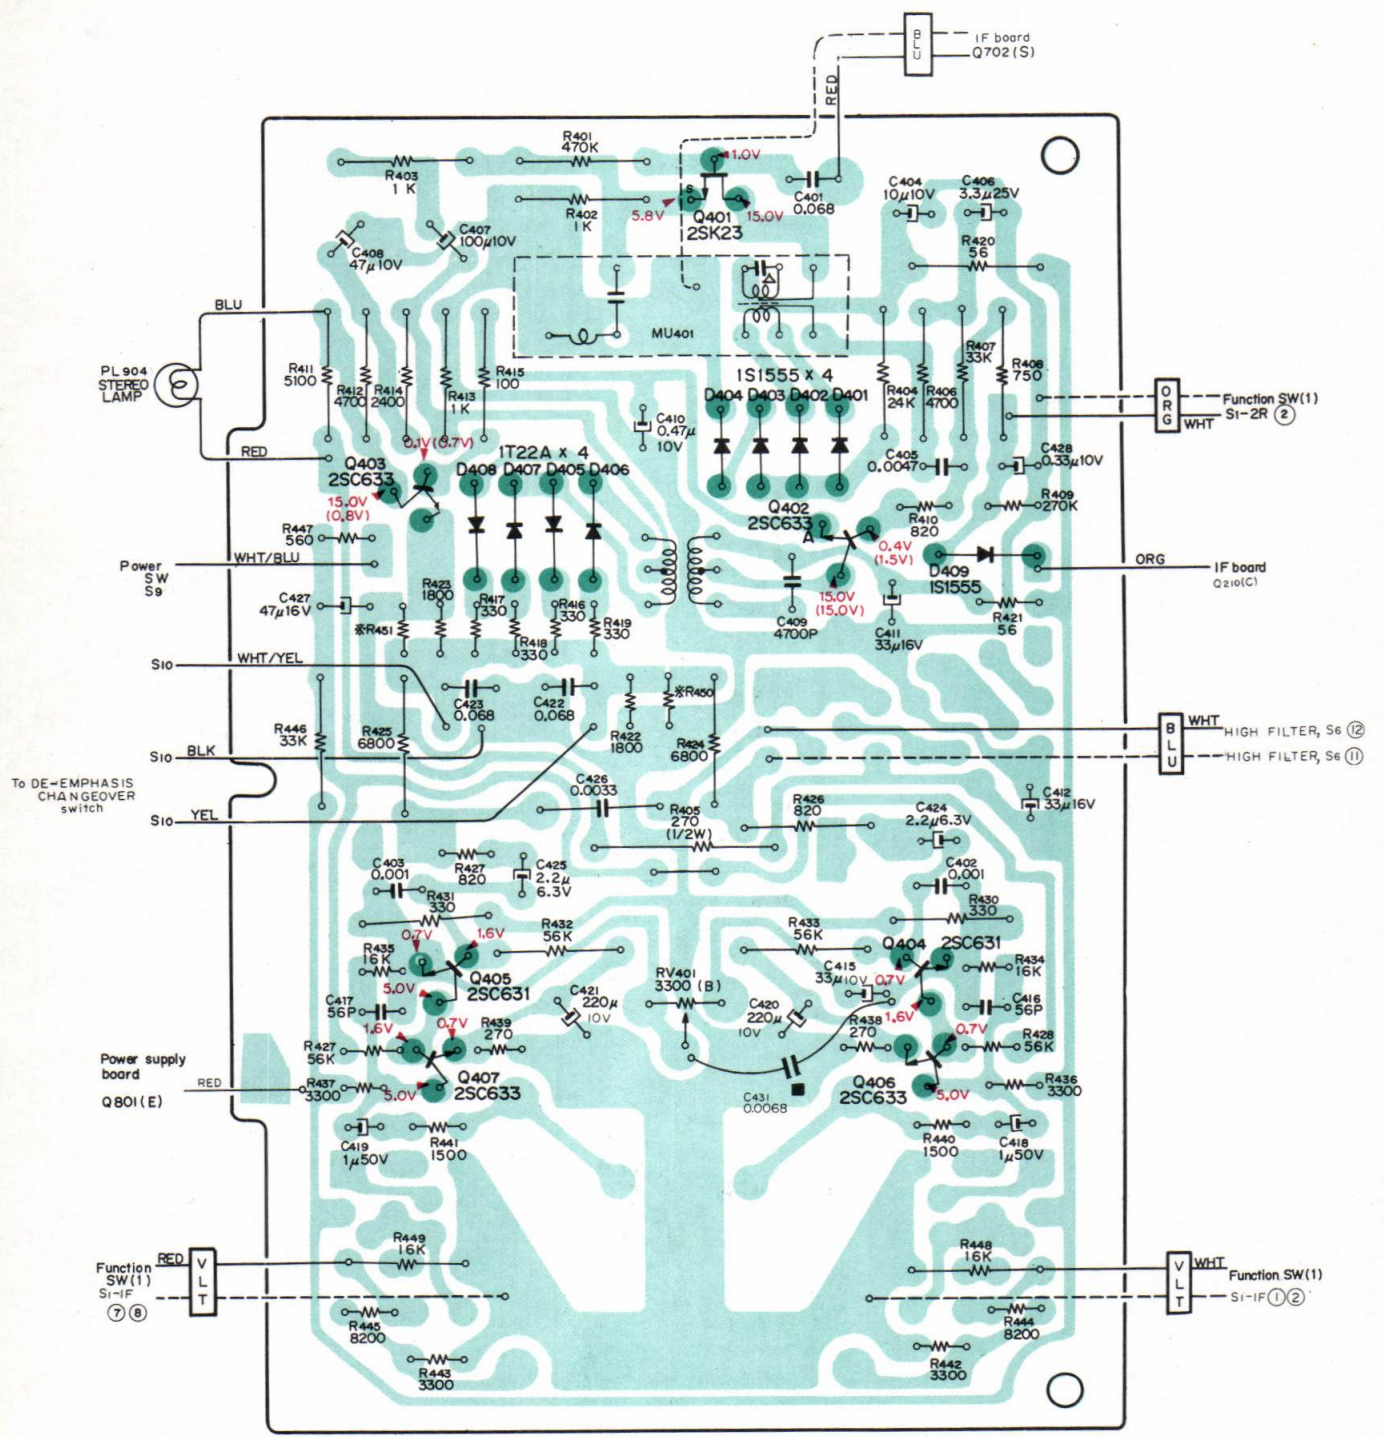 B L U
IF board
Q702(S)
RED
R401
470K
R403
1 K
1.0V
R402
1K
S
5.8V
15.0V
Q401
2SK23
C401
0.068
C404
10µ10V
C406
3.3µ25V
C407
100µ10V
C408
47µ10V
R420
56
BLU
MU401
PL904
STEREO
LAMP
R411
5100
R412
4700
R414
2400
R413
1K
R415
100
1S1555 x 4
D404 D403 D402 D401
R404
24K
R406
4700
R407
33K
R408
750
O R G
Function SW(1)
S1-2R ②
WHT
C410
0.47µ
10V
RED
0.1V(0.7V)
Q403
2SC633
15.0V
(0.8V)
1T22A x 4
D408 D407 D405 D406
C405
0.0047
C428
0.33µ10V
R409
270K
R447
560
Q402
2SC633
A
R410
820
0.4V
(1.5V)
Power
SW
S9
WHT/BLU
D409
1S1555
ORG
IF board
Q210(C)
C427
47µ16V
R423
1800
R417
330
R416
330
R418
330
R419
330
※R451
C409
4700P
15.0V
(15.0V)
C411
33µ16V
R421
56
S10
WHT/YEL
C423
0.068
C422
0.068
※R450
R446
33K
R425
6800
R422
1800
R424
6800
B L U
WHT
HIGH FILTER, S6 ⑫
HIGH FILTER, S6 ⑪
S10
BLK
To DE-EMPHASIS
CHANGEOVER
switch
S10
YEL
C426
0.0033
R405
270
(1/2W)
R426
820
C424
2.2µ6.3V
C412
33µ16V
C403
0.001
R427
820
C425
2.2µ
6.3V
C402
0.001
R431
330
R430
330
0.7V
1.6V
R432
56K
R433
56K
Q404
2SC631
R435
16K
Q405
2SC631
5.0V
RV401
3300 (B)
C415
33µ10V
0.7V
R434
16K
C417
56P
C421
220µ
10V
C420
220µ
10V
1.6V
C416
56P
1.6V
0.7V
R427
56K
R439
270
R438
270
0.7V
R428
56K
Power supply
board
Q801(E)
RED
R437
3300
5.0V
Q407
2SC633
C431
0.0068
Q406
2SC633
5.0V
R436
3300
C419
1µ50V
R441
1500
R440
1500
C418
1µ50V
R449
16K
R448
16K
Function
SW(1)
S1-1F
⑦⑧
RED
V L T
V L T
WHT
Function SW(1)
S1-1F①②
R445
8200
R444
8200
R443
3300
R442
3300